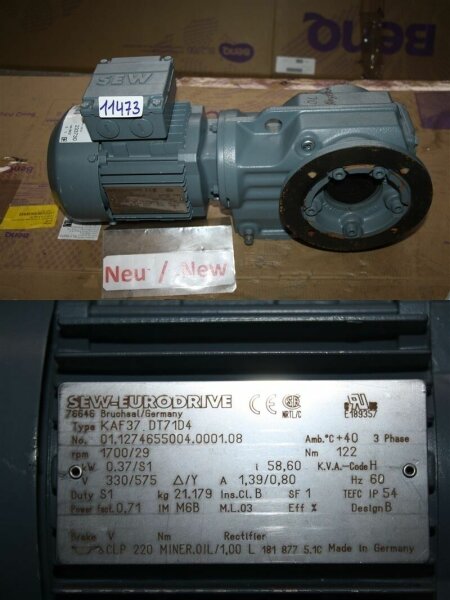 BenQ
SEW
11473
Neu / New
SEW-EURODRIVE
76646 Bruchsal/Germany
CE NRTL/C E189357
Type KAF37 DT71D4
No. 01.1274655004.0001.08 Amb.°C +40 3 Phase
rpm 1700/29 Nm 122
kW 0.37/S1 i 58,60 K.V.A.-Code H
V 330/575 Δ/Y A 1,39/0,80 Hz 60
Duty S1 kg 21.179 Ins.Cl. B SF 1 TEFC IP 54
Power fact. 0,71 IM M6B M.L.03 Eff % Design B
Brake V Nm Rectifier
CLP 220 MINER.OIL/1,00 L 181 877 5.10 Made in Germany